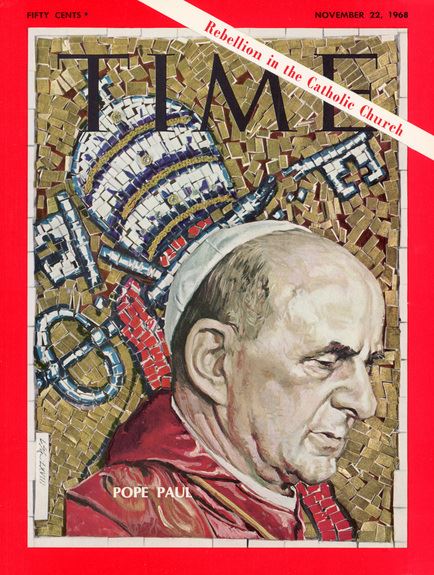 FIFTY CENTS *
NOVEMBER 22, 1968
Rebellion in the Catholic Church
TIME
POPE PAUL